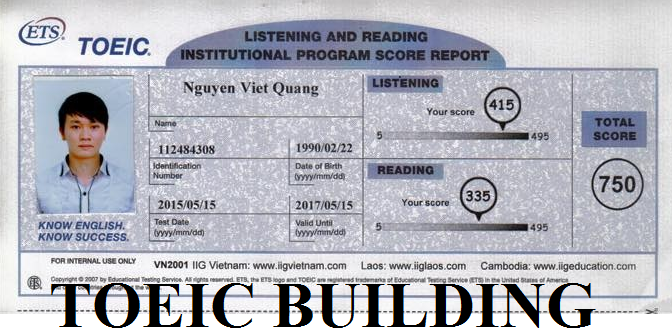 ETS®
TOEIC®
LISTENING AND READING
INSTITUTIONAL PROGRAM SCORE REPORT
Nguyen Viet Quang
Name
112484308
1990/02/22
Identification
Number
Date of Birth
(yyyy/mm/dd)
2015/05/15
2017/05/15
Test Date
(yyyy/mm/dd)
Valid Until
(yyyy/mm/dd)
LISTENING
Your score
415
5
495
READING
Your score
335
5
495
TOTAL
SCORE
750
KNOW ENGLISH.
KNOW SUCCESS.
FOR INTERNAL USE ONLY
VN2001 IIG Vietnam: www.iigvietnam.com Laos: www.iiglaos.com Cambodia: www.iigeducation.com
Copyright © 2007 by Educational Testing Service. All rights reserved. ETS, the ETS logo and TOEIC are registered trademarks of Educational Testing Service (ETS) in the United States of America
TOEIC BUILDING